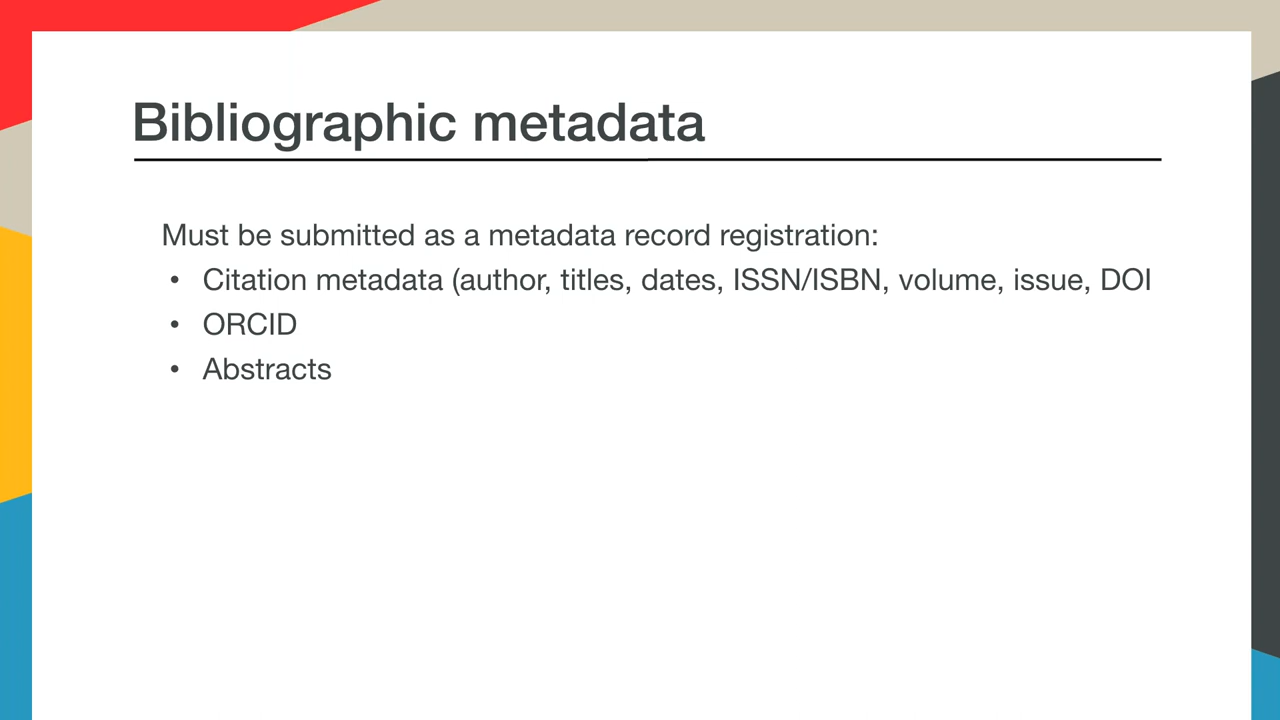 Bibliographic metadata
Must be submitted as a metadata record registration:
• Citation metadata (author, titles, dates, ISSN/ISBN, volume, issue, DOI
• ORCID
• Abstracts